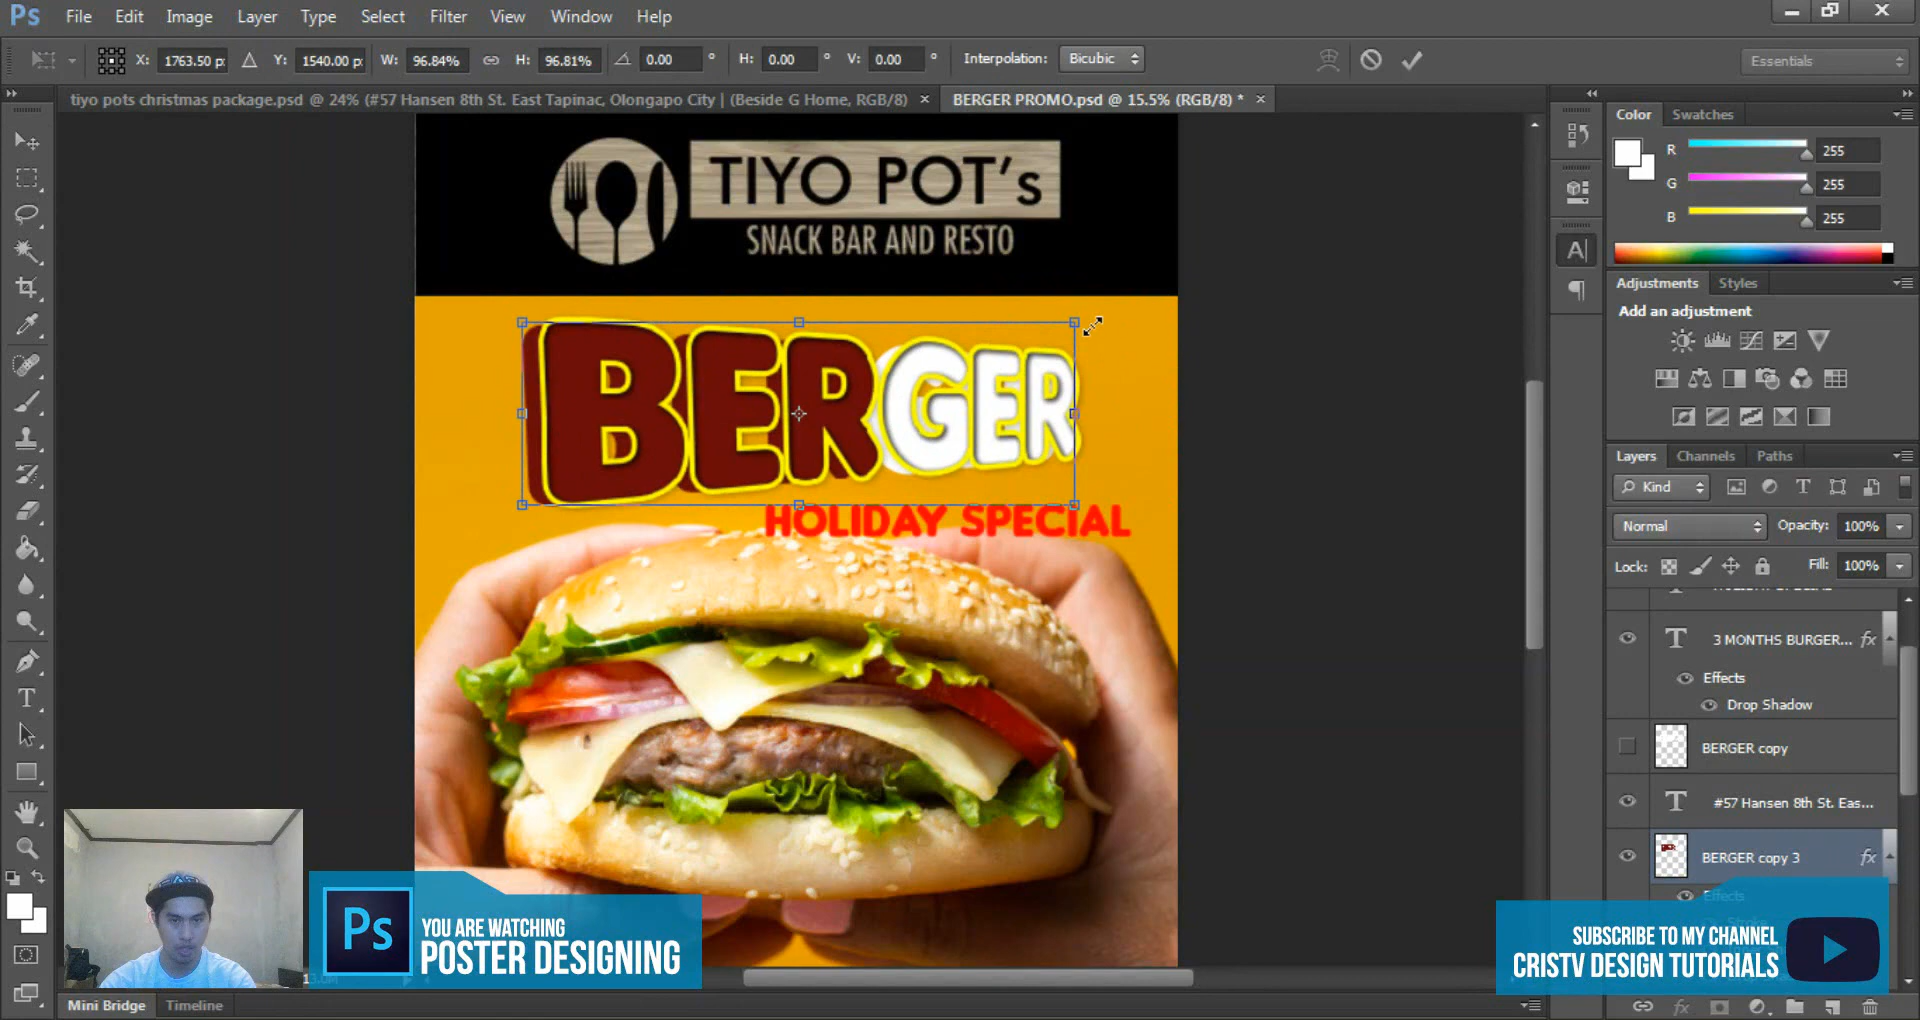 Ps File Edit Image Layer Type Select Filter View Window Help
X: 1763.50 p: Y: 1540.00 p: W: 96.84% H: 96.81% 0.00 ° H: 0.00 ° V: 0.00 ° Interpolation: Bicubic Essentials
tiyo pots christmas package.psd @ 24% (#57 Hansen 8th St. East Tapinac, Olongapo City | (Beside G Home, RGB/8) × BERGER PROMO.psd @ 15.5% (RGB/8) * ×
Color Swatches
R 255
G 255
B 255
Adjustments Styles
Add an adjustment
Layers Channels Paths
Kind
Normal Opacity: 100%
Lock: Fill: 100%
3 MONTHS BURGER... fx
Effects
Drop Shadow
BERGER copy
#57 Hansen 8th St. Eas...
BERGER copy 3 fx
Effects
Stroke
TIYO POT's
SNACK BAR AND RESTO
BERGER
HOLIDAY SPECIAL
Ps
YOU ARE WATCHING
POSTER DESIGNING
SUBSCRIBE TO MY CHANNEL
CRISTV DESIGN TUTORIALS
Mini Bridge Timeline